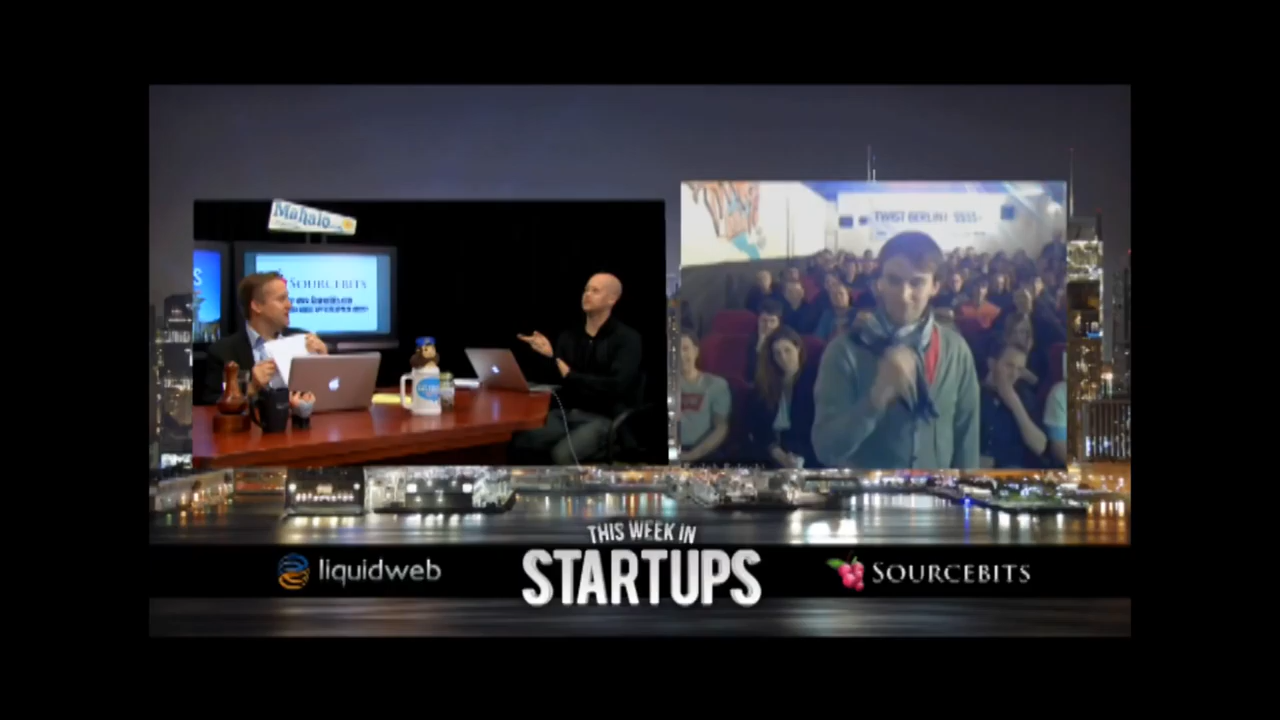 Mahalo
S
SOURCEBITS
TWIST BERLIN!
THIS WEEK IN
STARTUPS
liquidweb
SOURCEBITS